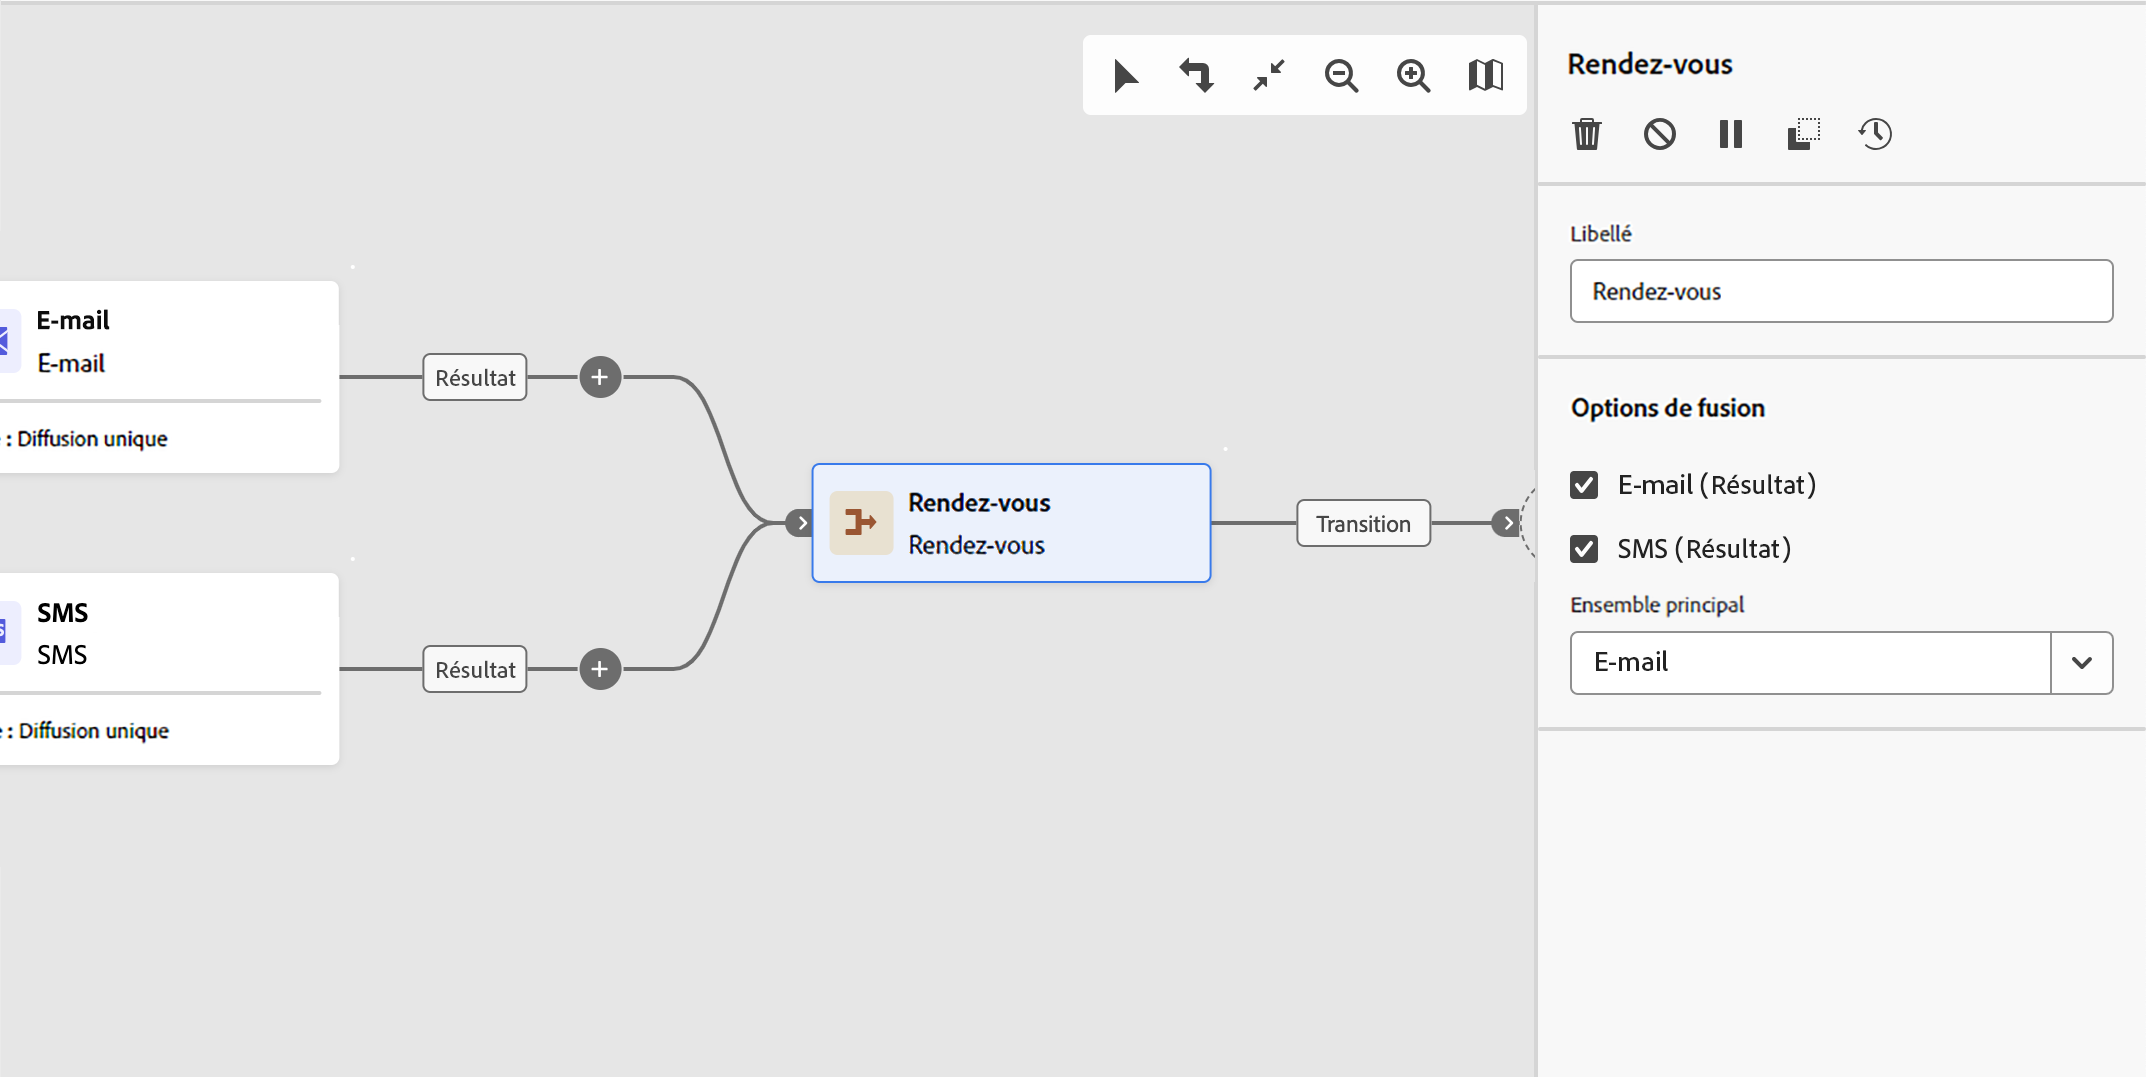 Rendez-vous
Libellé
Rendez-vous
Options de fusion
E-mail (Résultat)
SMS (Résultat)
Ensemble principal
E-mail
E-mail
E-mail
: Diffusion unique
Résultat
SMS
SMS
: Diffusion unique
Résultat
Rendez-vous
Rendez-vous
Transition